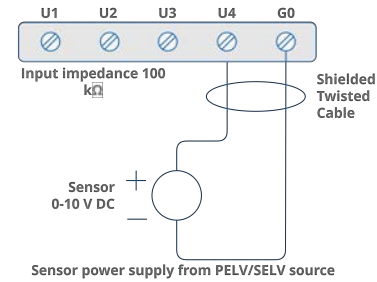 U1 U2 U3 U4 G0
Input impedance 100
kΩ
Shielded
Twisted
Cable
+
Sensor
0-10 V DC
—
Sensor power supply from PELV/SELV source